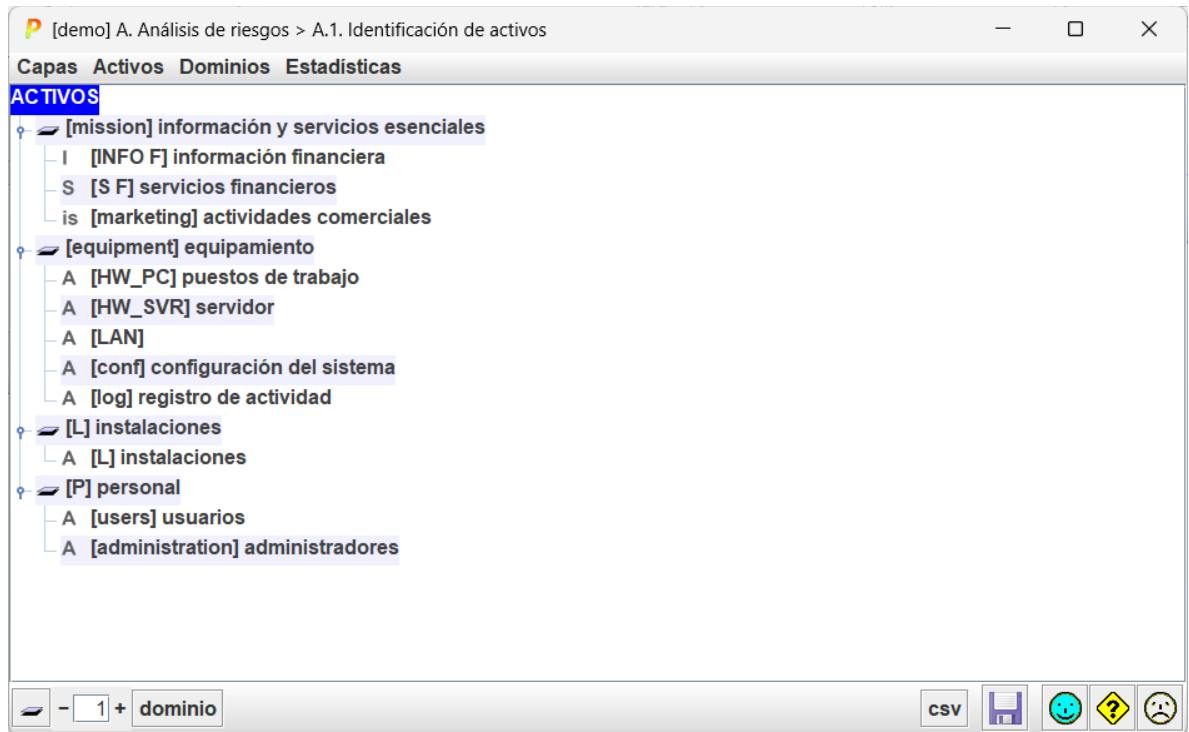 [demo] A. Análisis de riesgos > A.1. Identificación de activos
Capas Activos Dominios Estadísticas
ACTIVOS
[mission] información y servicios esenciales
I [INFO F] información financiera
S [S F] servicios financieros
is [marketing] actividades comerciales
[equipment] equipamiento
A [HW_PC] puestos de trabajo
A [HW_SVR] servidor
A [LAN]
A [conf] configuración del sistema
A [log] registro de actividad
[L] instalaciones
A [L] instalaciones
[P] personal
A [users] usuarios
A [administration] administradores
- 1 + dominio csv